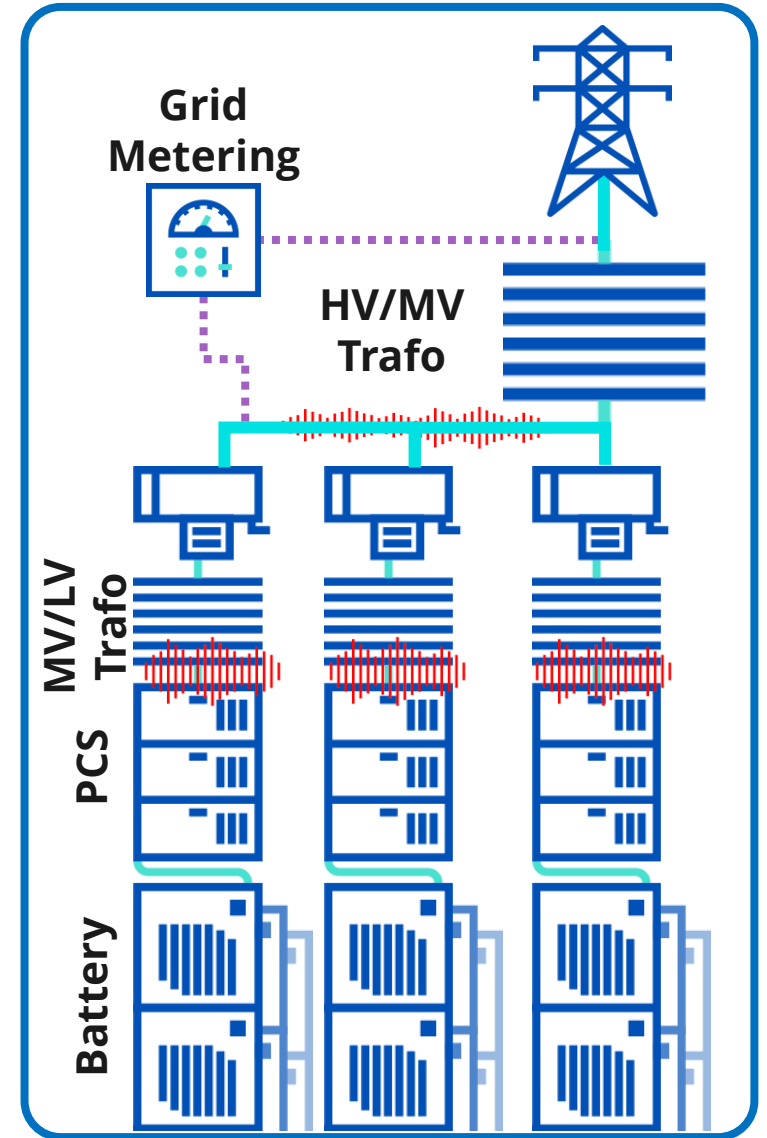 Grid
Metering
HV/MV
Trafo
MV/LV
Trafo
PCS
Battery